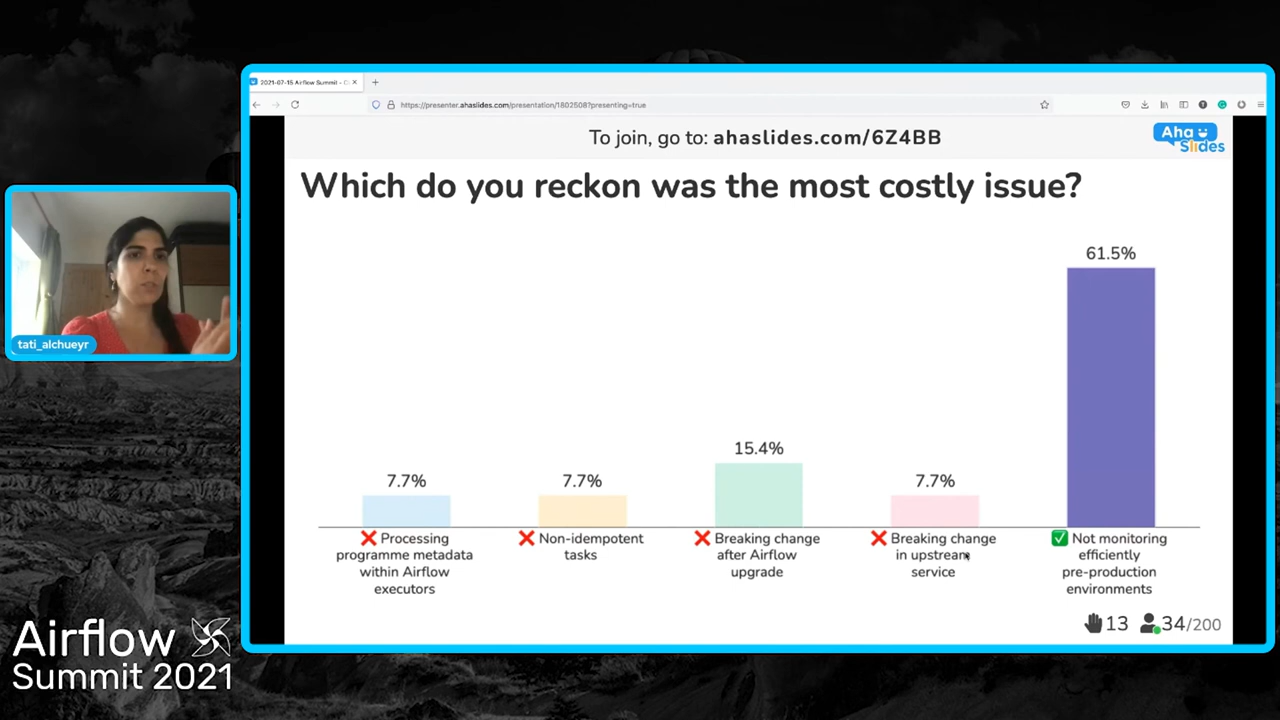 2021-07-15 Airflow Summit - C
https://presenter.ahaslides.com/presentation/1802508?presenting=true
To join, go to: ahaslides.com/6Z4BB
Aha
Slides
Which do you reckon was the most costly issue?
61.5%
15.4%
7.7%
7.7%
7.7%
Processing
programme metadata
within Airflow
executors
Non-idempotent
tasks
Breaking change
after Airflow
upgrade
Breaking change
in upstream
service
Not monitoring
efficiently
pre-production
environments
13
34/200
tati_alchueyr
Airflow
Summit 2021